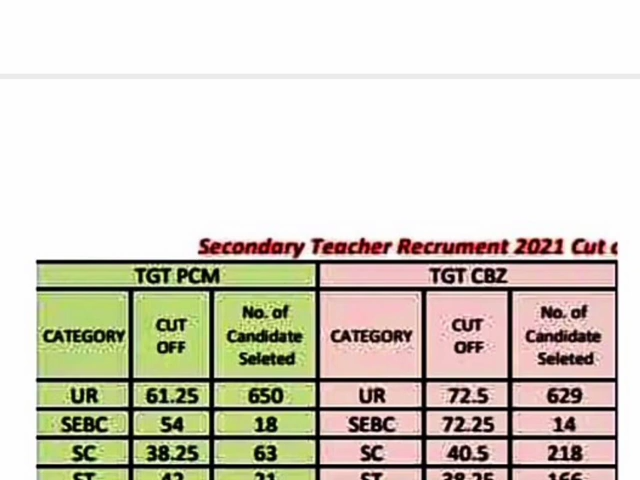 Secondary Teacher Recrument 2021 Cut
TGT PCM TGT CBZ
CATEGORY CUT OFF No. of Candidate Seleted CATEGORY CUT OFF No. of Candidate Seleted
UR 61.25 650 UR 72.5 629
SEBC 54 18 SEBC 72.25 14
SC 38.25 63 SC 40.5 218
ST 42 21 ST 38.25 166